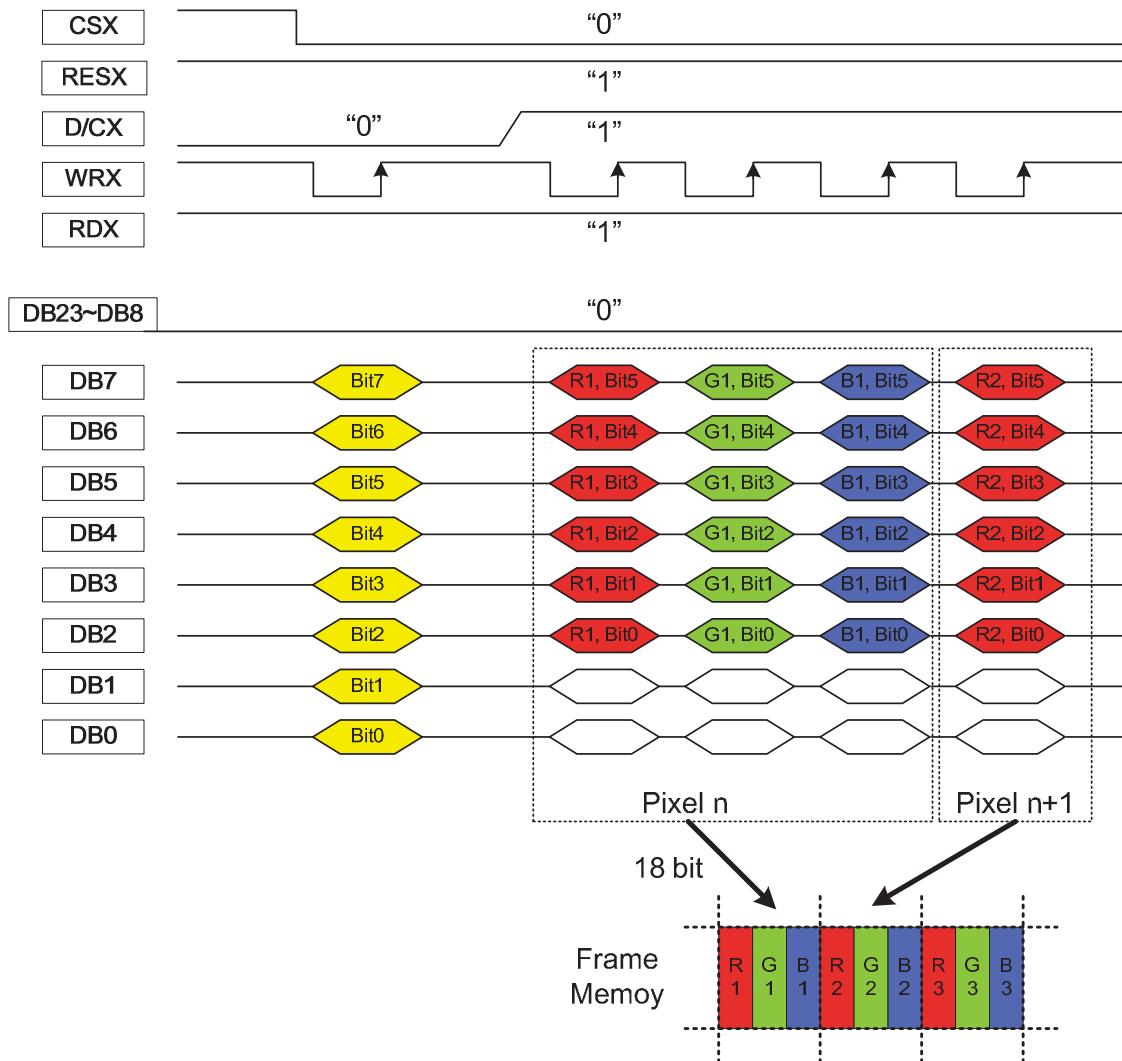 CSX “0”
RESX “1”
D/CX “0” “1”
WRX
RDX “1”
DB23~DB8 “0”
DB7 Bit7 R1, Bit5 G1, Bit5 B1, Bit5 R2, Bit5
DB6 Bit6 R1, Bit4 G1, Bit4 B1, Bit4 R2, Bit4
DB5 Bit5 R1, Bit3 G1, Bit3 B1, Bit3 R2, Bit3
DB4 Bit4 R1, Bit2 G1, Bit2 B1, Bit2 R2, Bit2
DB3 Bit3 R1, Bit1 G1, Bit1 B1, Bit1 R2, Bit1
DB2 Bit2 R1, Bit0 G1, Bit0 B1, Bit0 R2, Bit0
DB1 Bit1
DB0 Bit0
Pixel n Pixel n+1
18 bit
Frame
Memoy
R G B R G B R G B
1 1 1 2 2 2 3 3 3